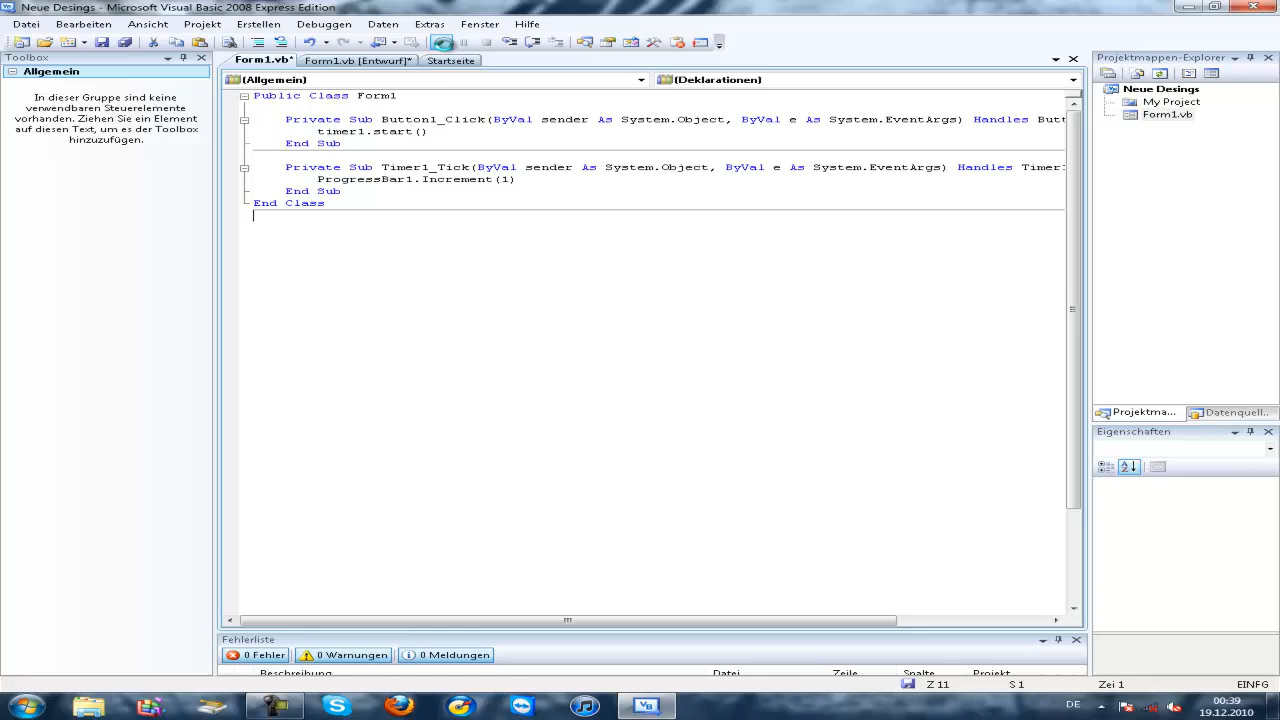 Neue Desings - Microsoft Visual Basic 2008 Express Edition
Datei Bearbeiten Ansicht Projekt Erstellen Debuggen Daten Extras Fenster Hilfe
Toolbox
Allgemein
In dieser Gruppe sind keine
verwendbaren Steuerelemente
vorhanden. Ziehen Sie ein Element
auf diesen Text, um es der Toolbox
hinzuzufügen.
Form1.vb* Form1.vb [Entwurf]* Startseite
(Allgemein) (Deklarationen)
Public Class Form1
Private Sub Button1_Click(ByVal sender As System.Object, ByVal e As System.EventArgs) Handles Butt
timer1.start()
End Sub
Private Sub Timer1_Tick(ByVal sender As System.Object, ByVal e As System.EventArgs) Handles Timer1
ProgressBar1.Increment(1)
End Sub
End Class
Projektmappen-Explorer
Neue Desings
My Project
Form1.vb
Projektma... Datenquell...
Eigenschaften
Fehlerliste
0 Fehler 0 Warnungen 0 Meldungen
Beschreibung Datei Zeile Spalte Projekt
Z 11 S 1 Zei 1 EINFG
DE
00:39
19.12.2010